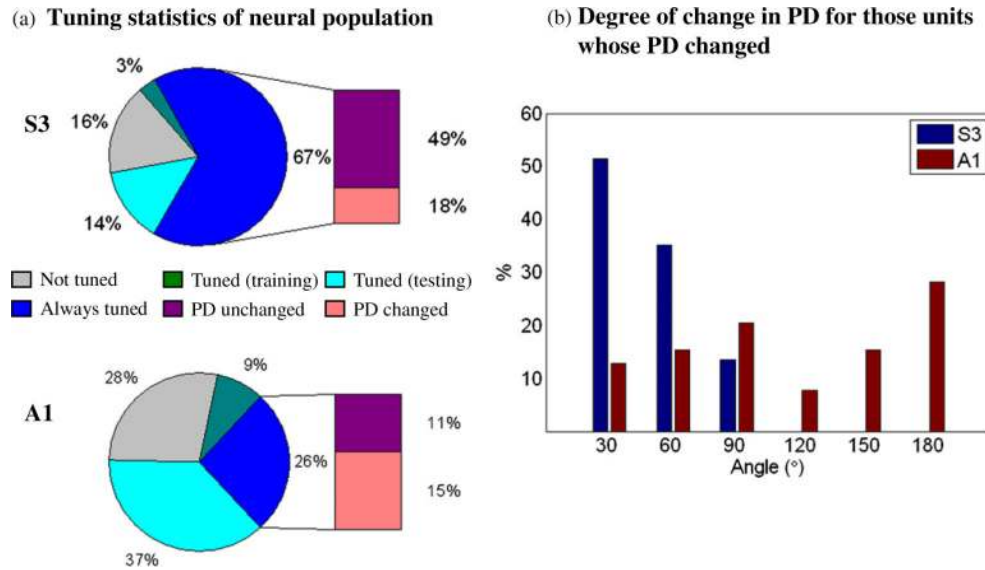 (a) Tuning statistics of neural population
S3
3%
16%
14%
67%
49%
18%
Not tuned
Tuned (training)
Tuned (testing)
Always tuned
PD unchanged
PD changed
A1
28%
9%
26%
37%
11%
15%
(b) Degree of change in PD for those units
whose PD changed
60
50
40
30
20
10
%
S3
A1
30 60 90 120 150 180
Angle (°)